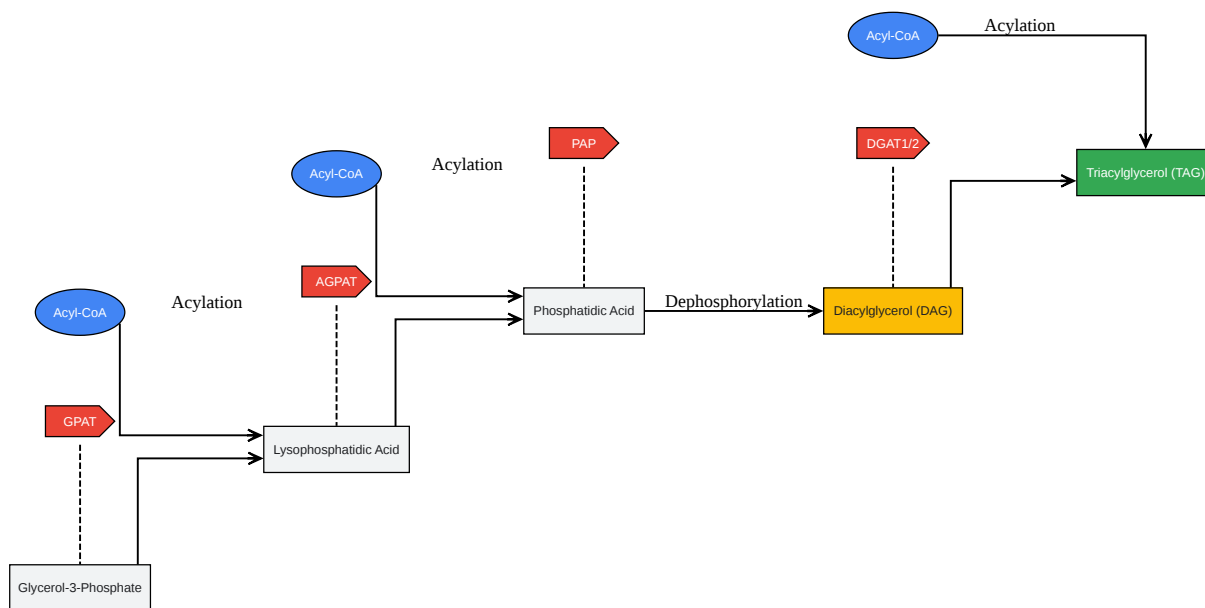 Acyl-CoA
Acylation
PAP
DGAT1/2
Acylation
Acyl-CoA
Triacylglycerol (TAG)
AGPAT
Acylation
Acyl-CoA
Phosphatidic Acid
Dephosphorylation
Diacylglycerol (DAG)
GPAT
Lysophosphatidic Acid
Glycerol-3-Phosphate